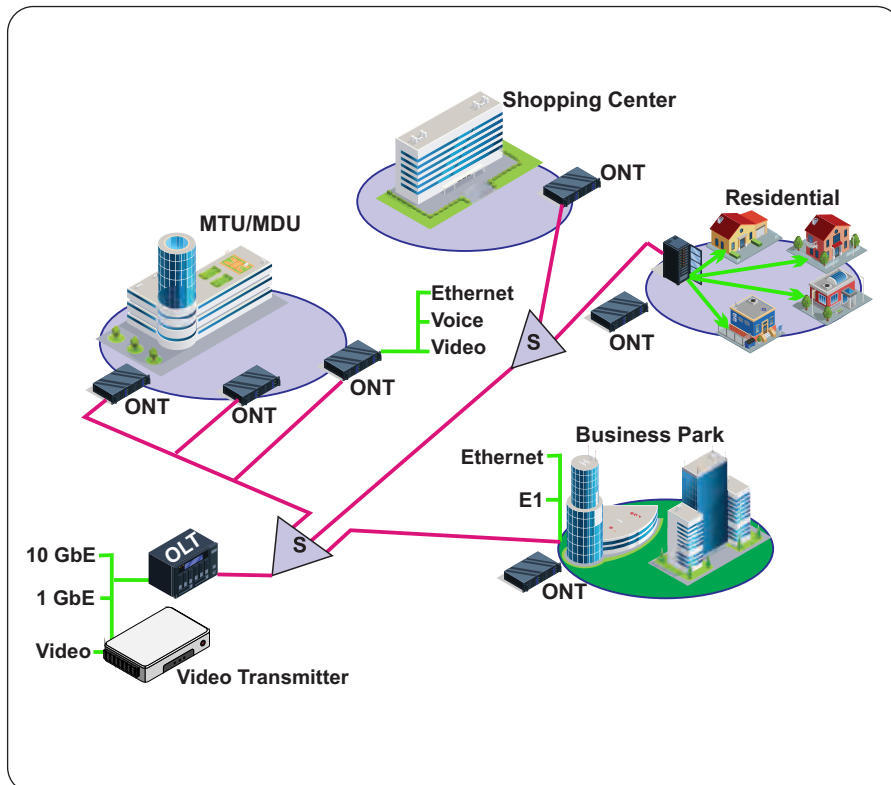 Shopping Center
ONT
Residential
MTU/MDU
Ethernet
Voice
Video
S
ONT
ONT
ONT
ONT
Business Park
Ethernet
E1
S
OLT
10 GbE
1 GbE
ONT
Video
Video Transmitter